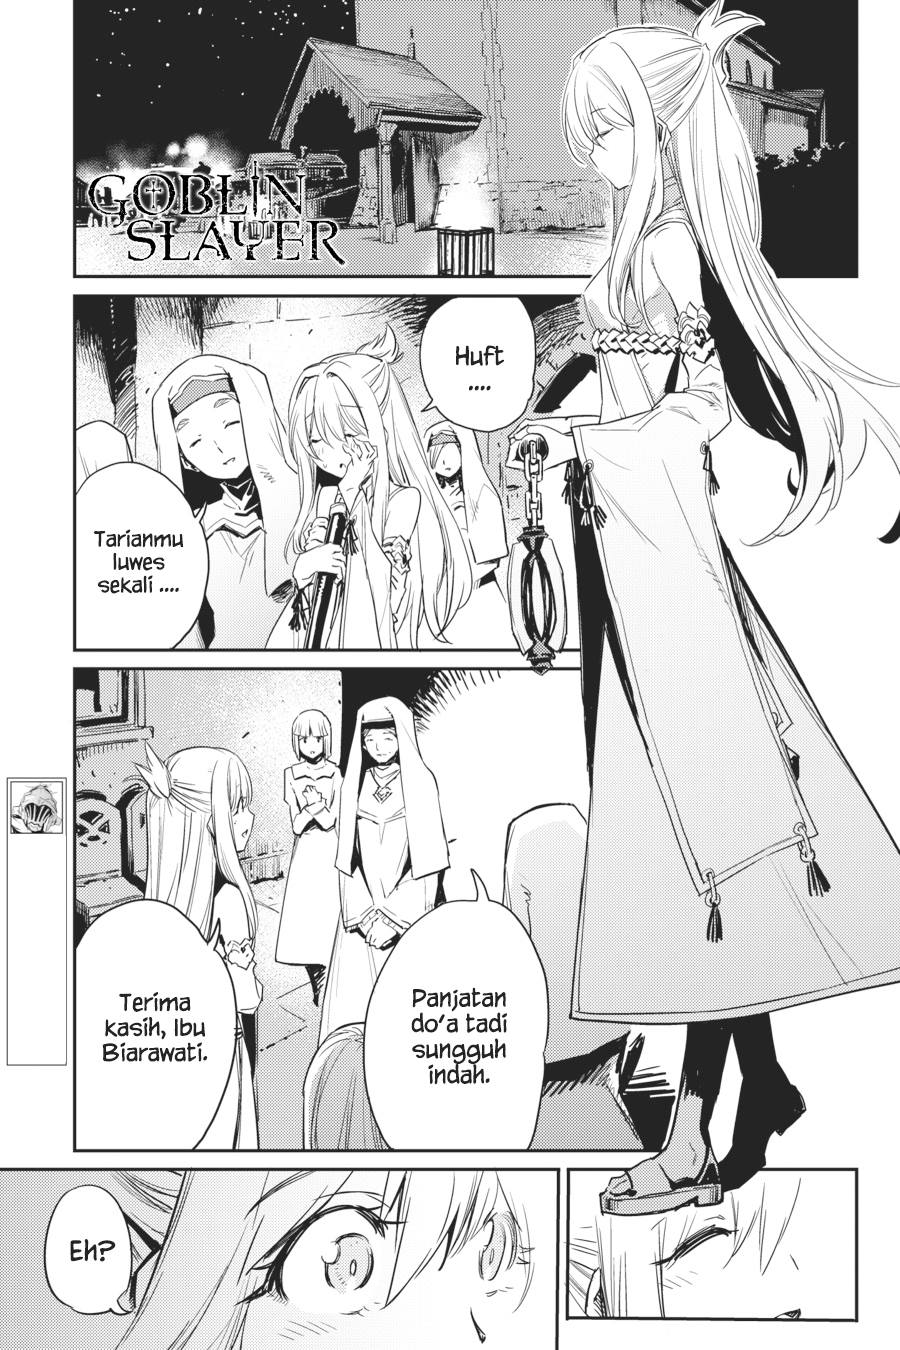 GOBLIN
SLAYER
Huft
....
Tarianmu
luwes
sekali ....
Panjatan
do'a tadi
sungguh
indah.
Terima
kasih, Ibu
Biarawati.
Eh?